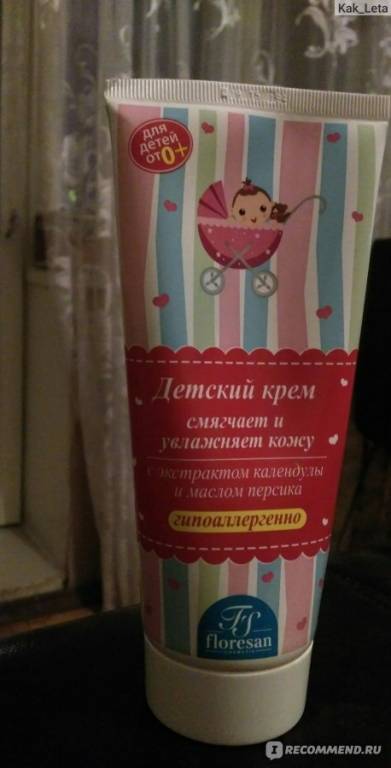 Kak_Leta
для
детей
от 0+
Детский крем
смягчает и
увлажняет кожу
с экстрактом календулы
и маслом персика
гипоаллергенно
FS
floresan
cosmetic
I RECOMMEND.RU